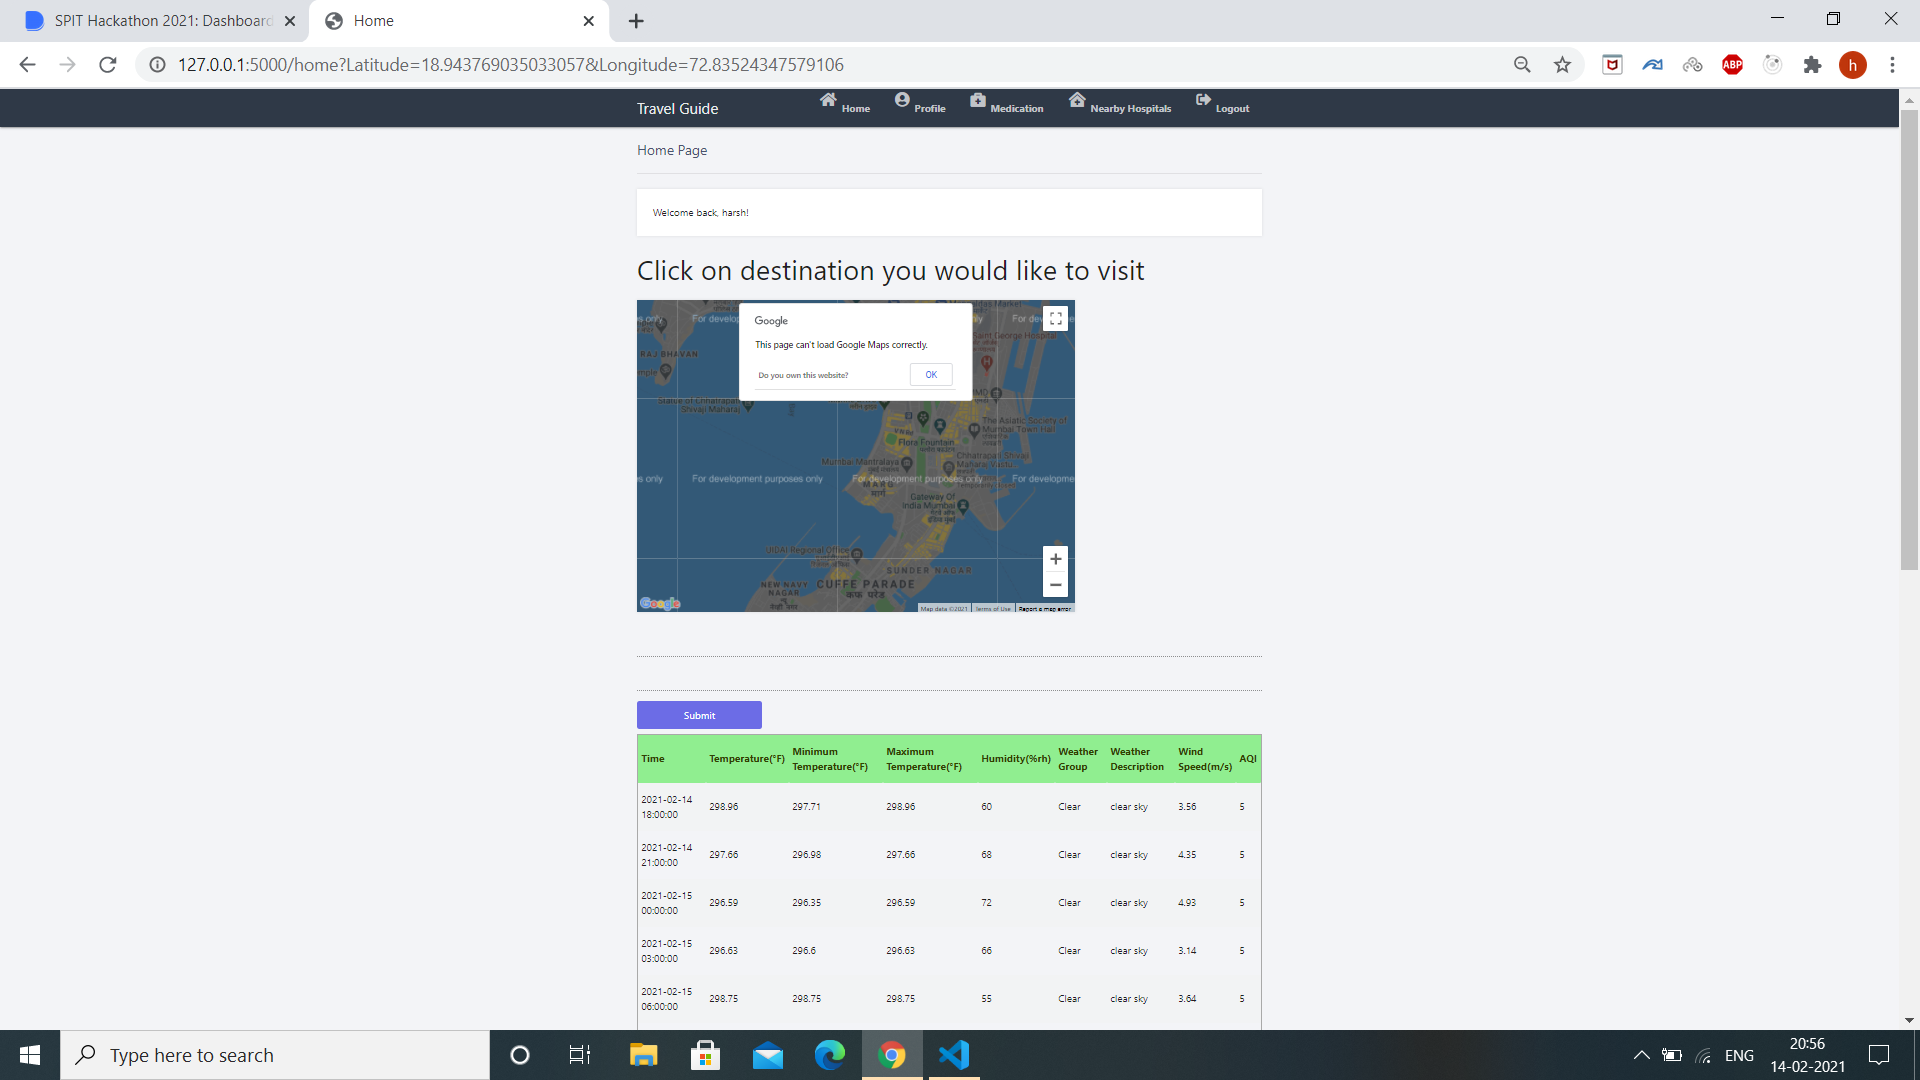 SPIT Hackathon 2021: Dashboard
Home
127.0.0.1:5000/home?Latitude=18.943769035033057&Longitude=72.83524347579106
ABP
h
Travel Guide
Home
Profile
Medication
Nearby Hospitals
Logout
Home Page
Welcome back, harsh!
Click on destination you would like to visit
Google
This page can't load Google Maps correctly.
Do you own this website?
OK
RAJ BHAVAN
Saint George Hospital
Shivaji Maharaj
The Asiatic Society of
Mumbai Town Hall
Flora Fountain
Mumbai Mantralaya
Chhatrapati Shivaji
For development purposes only
For development purposes only
Gateway Of
India Mumbai
UIDAI Regional Office
SUNDER NAGAR
NEW NAVY
NAGAR
CUFFE PARADE
कफ परेड
Google
Map data ©2021
Terms of Use
Report a map error
Submit
Time Temperature(°F) Minimum Temperature(°F) Maximum Temperature(°F) Humidity(%rh) Weather Group Weather Description Wind Speed(m/s) AQI
2021-02-14 18:00:00 298.96 297.71 298.96 60 Clear clear sky 3.56 5
2021-02-14 21:00:00 297.66 296.98 297.66 68 Clear clear sky 4.35 5
2021-02-15 00:00:00 296.59 296.35 296.59 72 Clear clear sky 4.93 5
2021-02-15 03:00:00 296.63 296.6 296.63 66 Clear clear sky 3.14 5
2021-02-15 06:00:00 298.75 298.75 298.75 55 Clear clear sky 3.64 5
Type here to search
ENG
20:56
14-02-2021